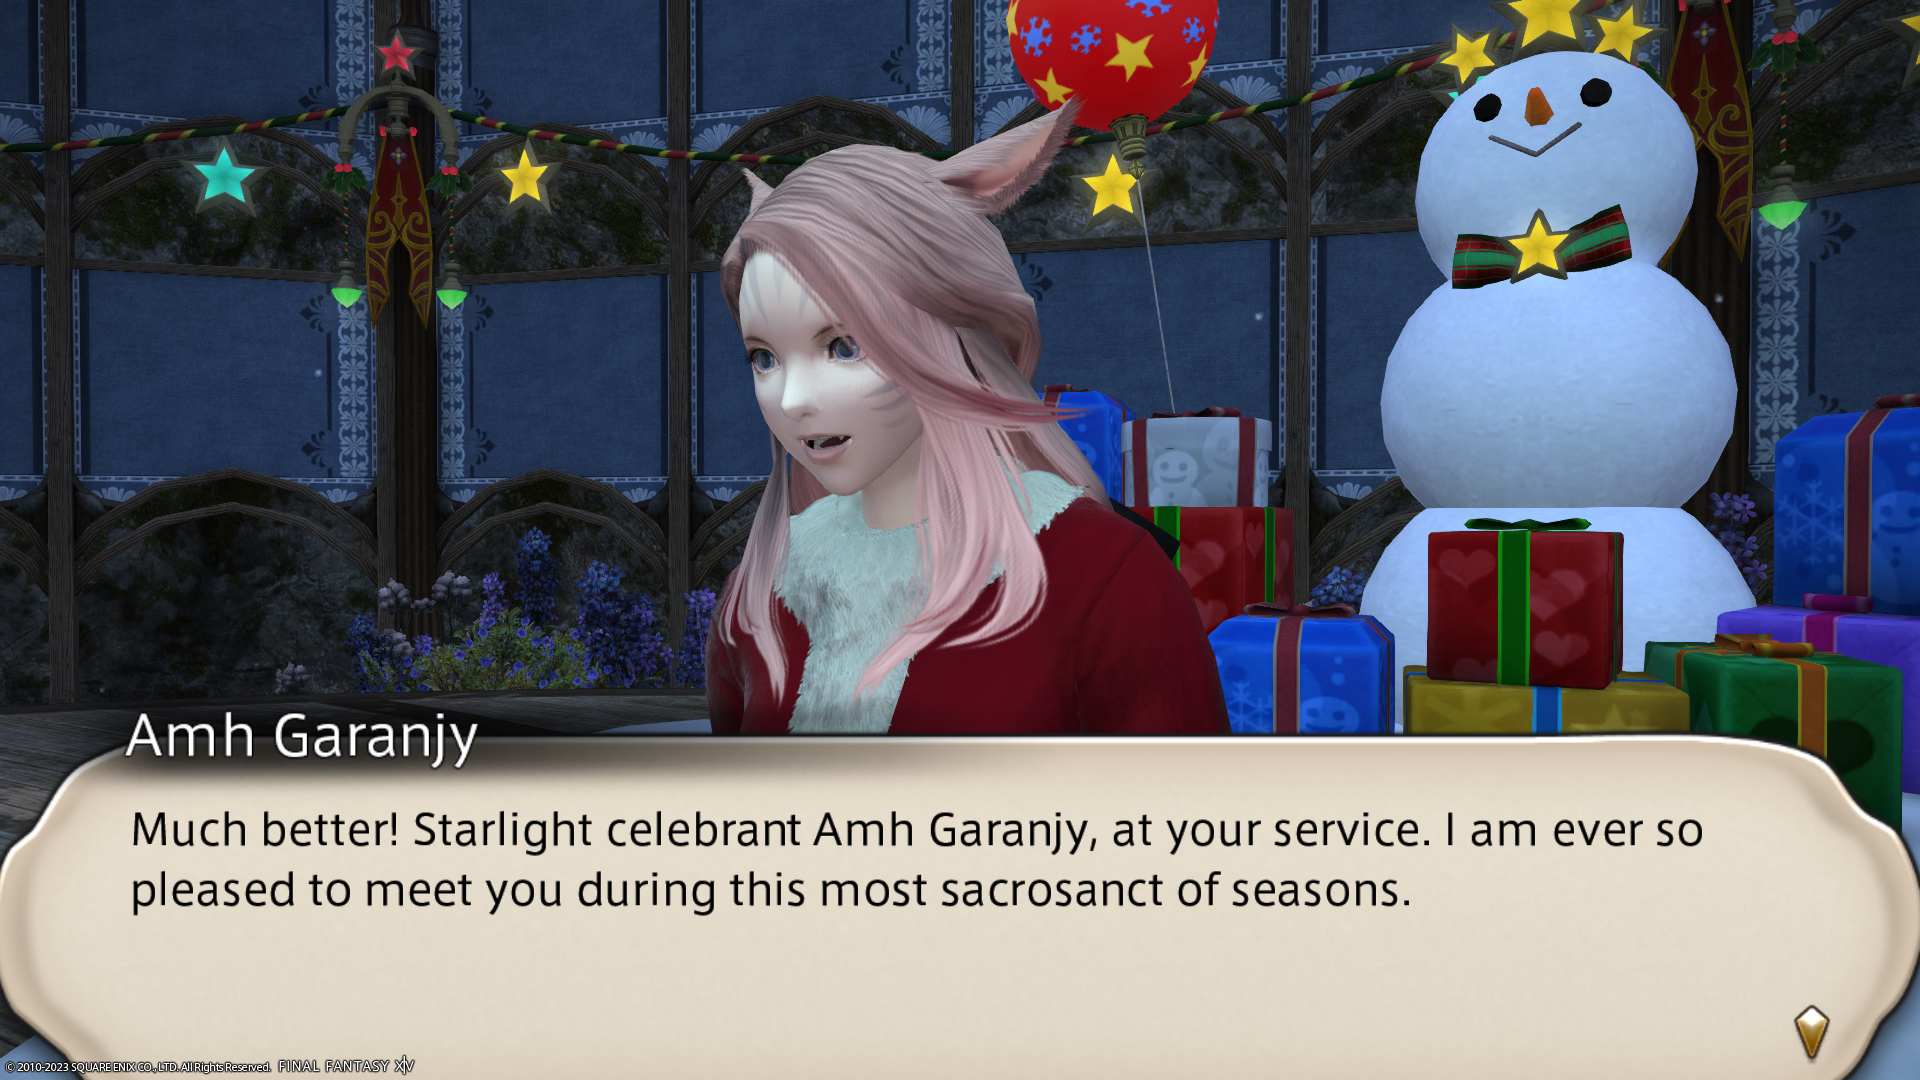 Amh Garanjy
Much better! Starlight celebrant Amh Garanjy, at your service. I am ever so
pleased to meet you during this most sacrosanct of seasons.
© 2010-2023 SQUARE ENIX CO., LTD. All Rights Reserved. FINAL FANTASY XIV